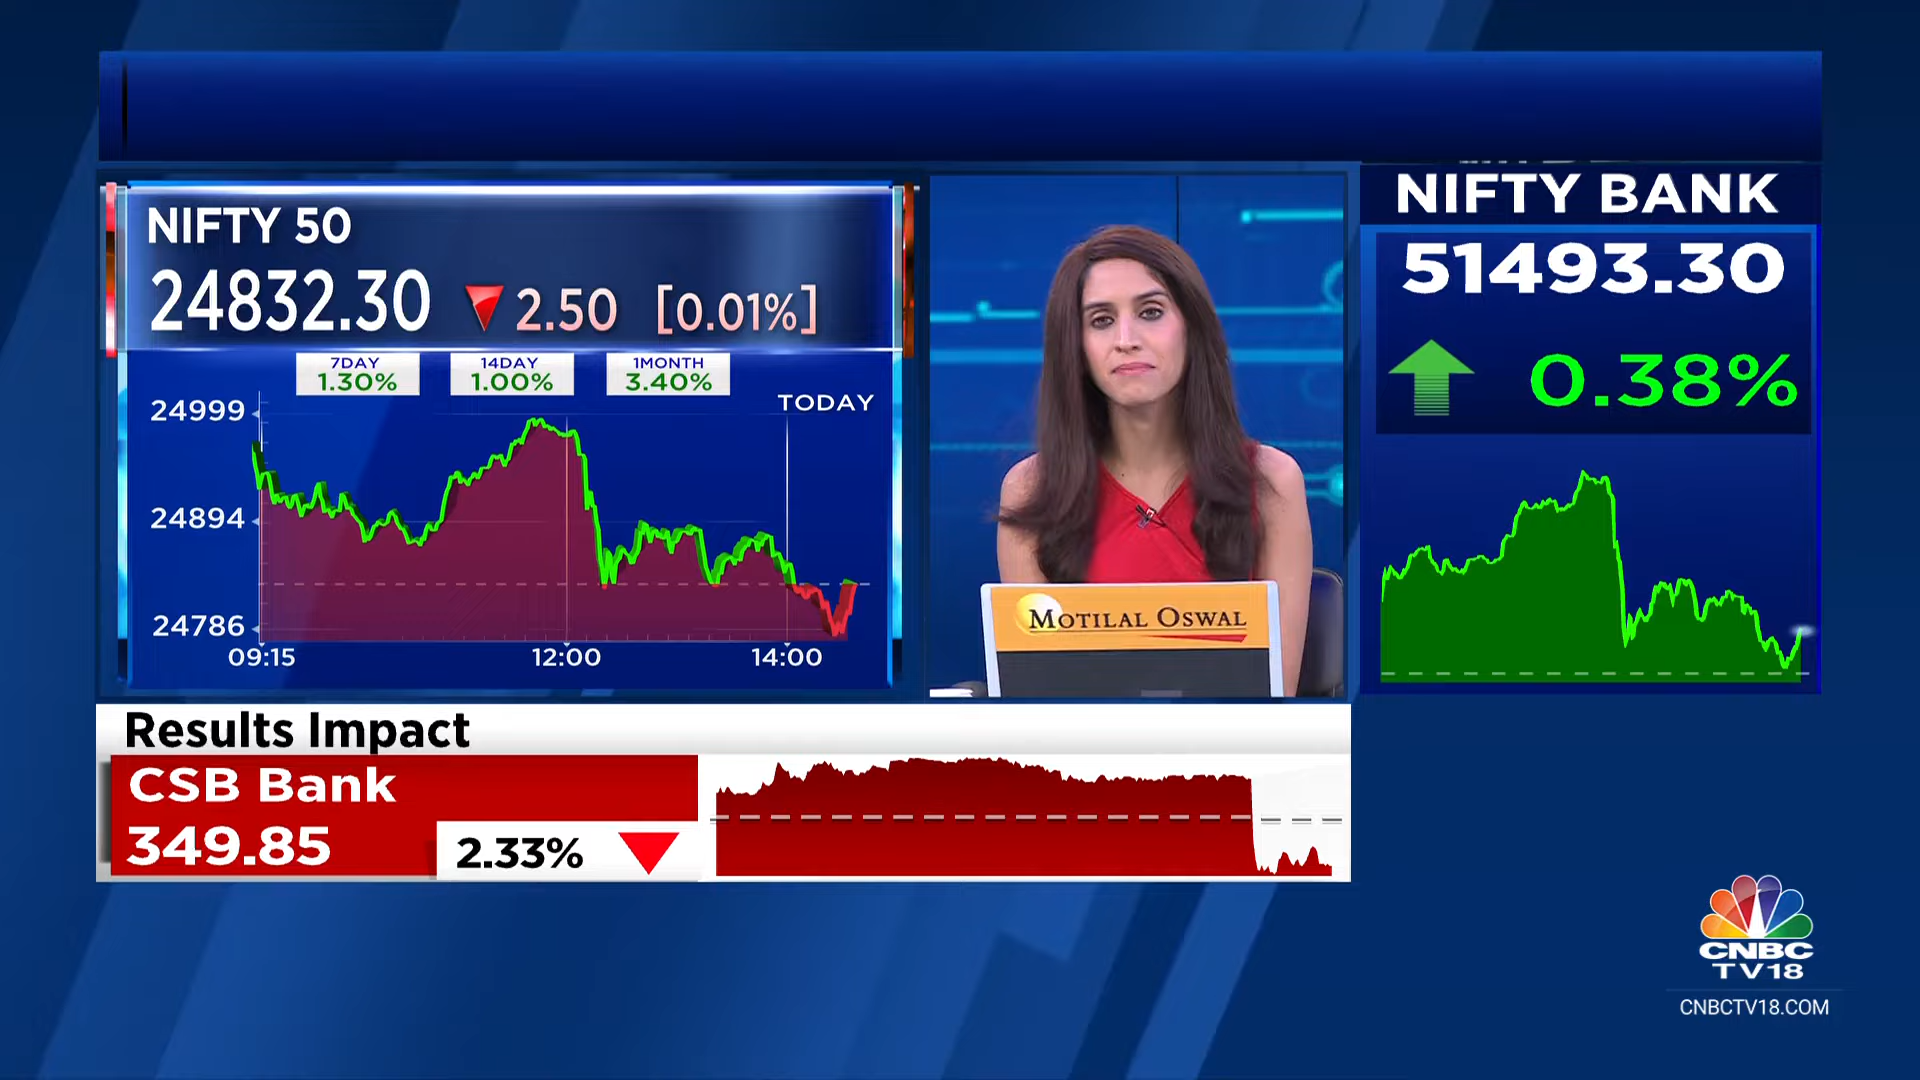 NIFTY 50
24832.30 2.50 [0.01%]
7DAY
1.30%
14DAY
1.00%
1MONTH
3.40%
TODAY
24999
24894
24786
09:15 12:00 14:00
MOTILAL OSWAL
NIFTY BANK
51493.30
0.38%
Results Impact
CSB Bank
349.85
2.33%
CNBC
TV18
CNBCTV18.COM